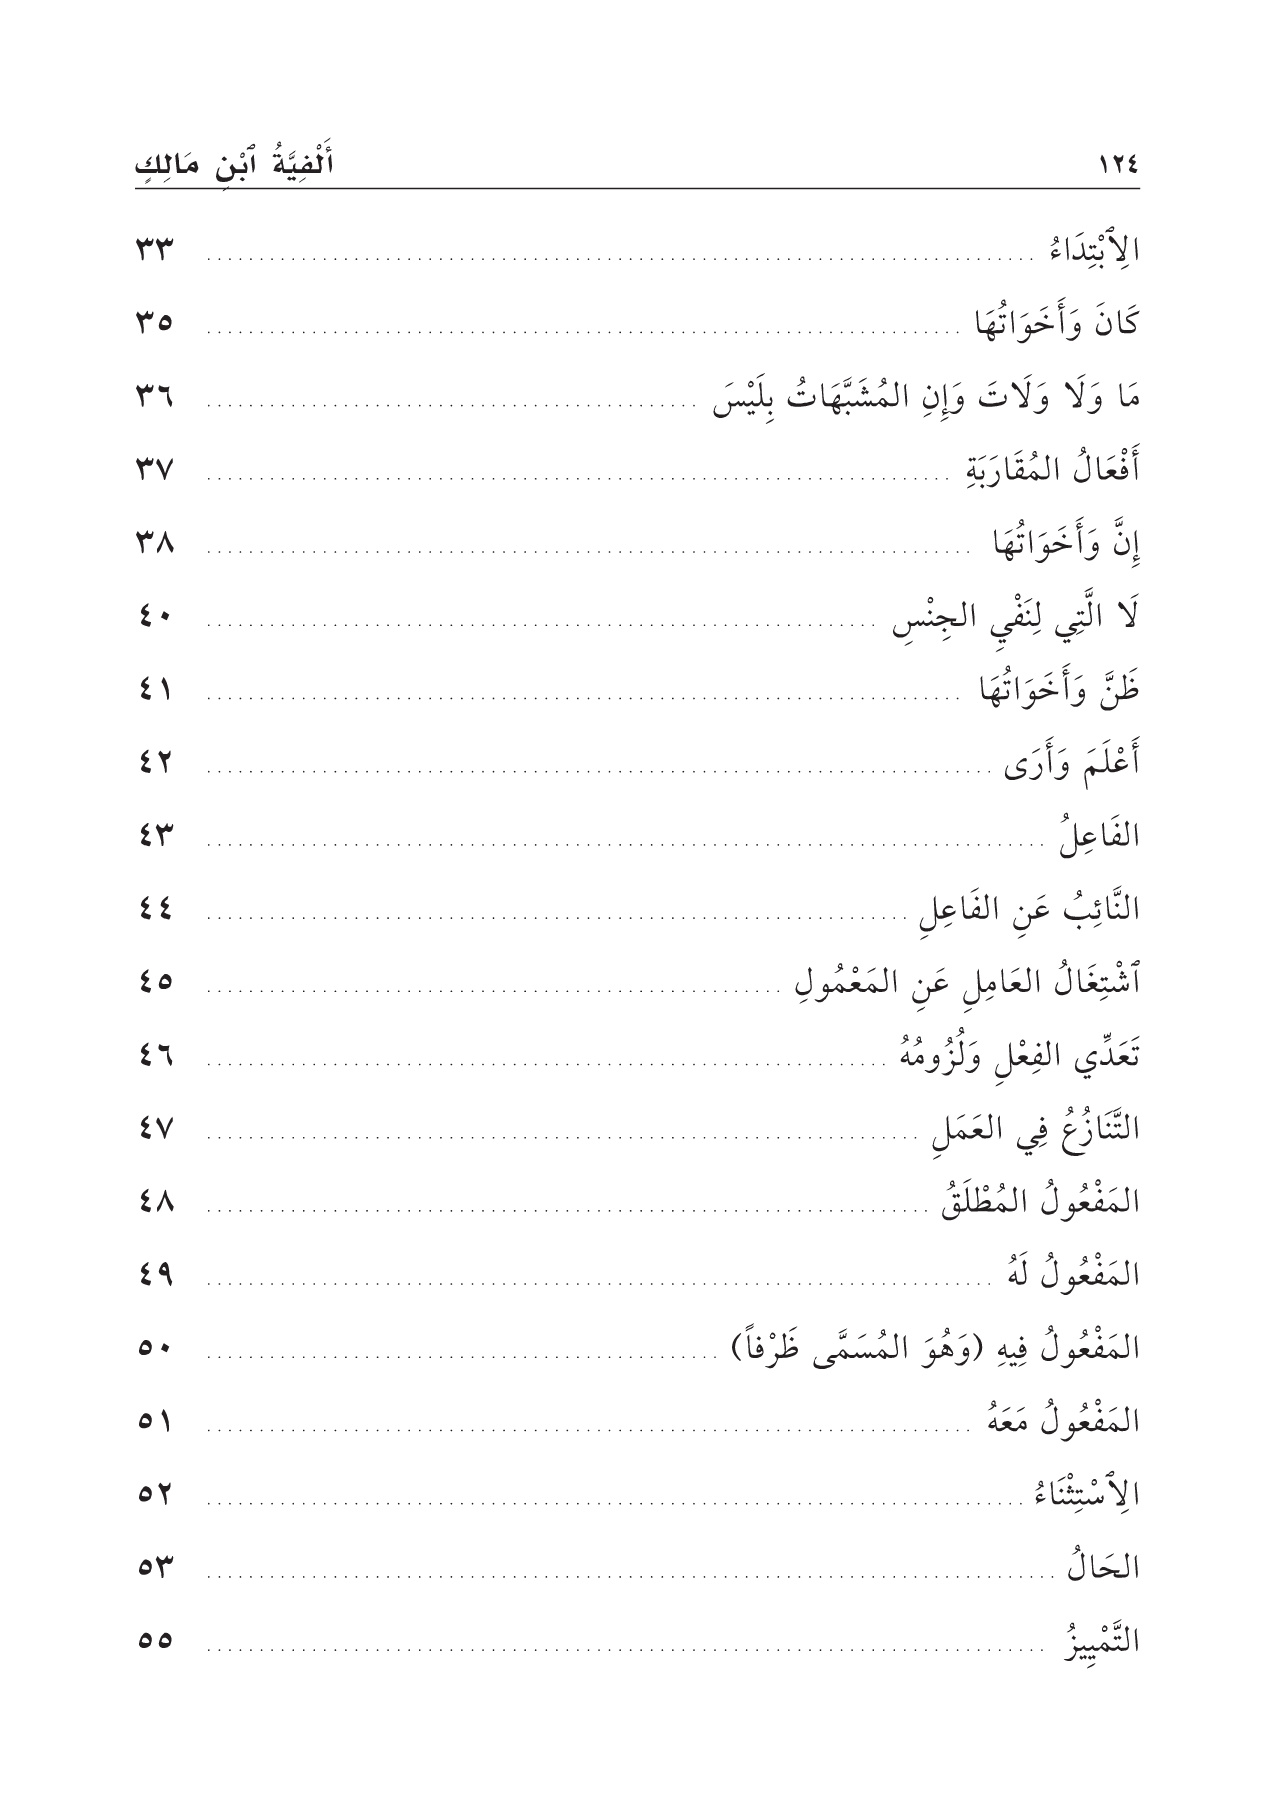 ١٢٤ أَلْفِيَّةُ ٱبْنِ مَالِكٍ
الِٱبْتِدَاءُ ٣٣
كَانَ وَأَخَوَاتُهَا ٣٥
مَا وَلَا وَلَاتَ وَإِنِ المُشَبَّهَاتُ بِلَيْسَ ٣٦
أَفْعَالُ المُقَارَبَةِ ٣٧
إِنَّ وَأَخَوَاتُهَا ٣٨
لَا الَّتِي لِنَفْيِ الجِنْسِ ٤٠
ظَنَّ وَأَخَوَاتُهَا ٤١
أَعْلَمَ وَأَرَى ٤٢
الفَاعِلُ ٤٣
النَّائِبُ عَنِ الفَاعِلِ ٤٤
ٱشْتِغَالُ العَامِلِ عَنِ المَعْمُولِ ٤٥
تَعَدِّي الفِعْلِ وَلُزُومُهُ ٤٦
التَّنَازُعُ فِي العَمَلِ ٤٧
المَفْعُولُ المُطْلَقُ ٤٨
المَفْعُولُ لَهُ ٤٩
المَفْعُولُ فِيهِ (وَهُوَ المُسَمَّى ظَرْفاً) ٥٠
المَفْعُولُ مَعَهُ ٥١
الِٱسْتِثْنَاءُ ٥٢
الحَالُ ٥٣
التَّمْيِيزُ ٥٥